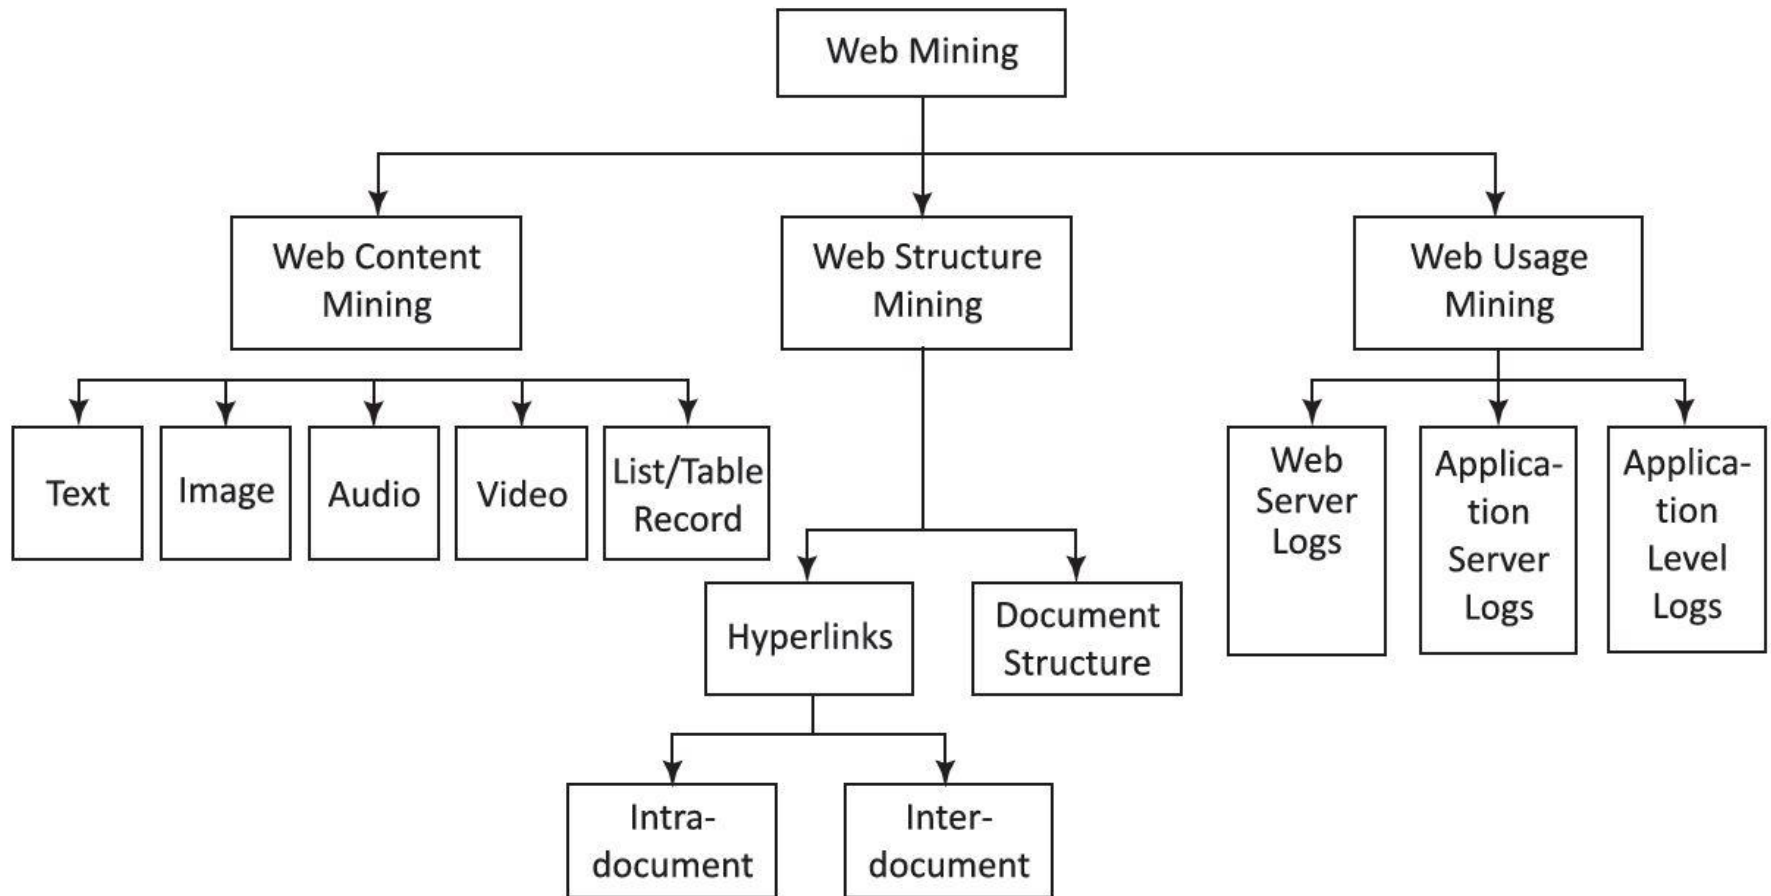 Web Mining
Web Content
Mining
Web Structure
Mining
Web Usage
Mining
Text
Image
Audio
Video
List/Table
Record
Web
Server
Logs
Applica-
tion
Server
Logs
Applica-
tion
Level
Logs
Hyperlinks
Document
Structure
Intra-
document
Inter-
document